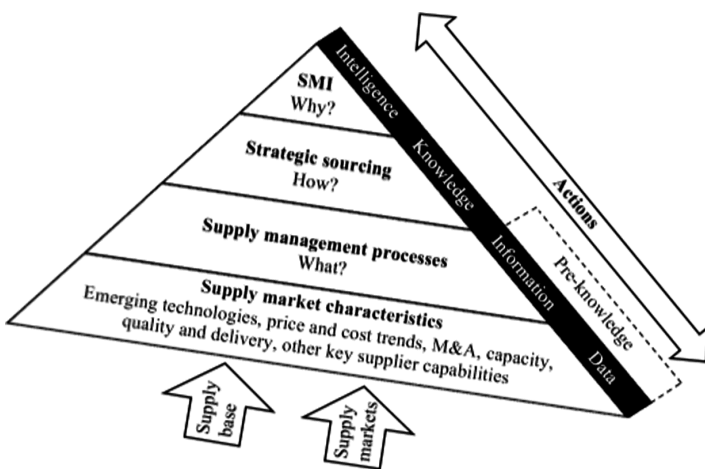 SMI
Why?
Strategic sourcing
How?
Supply management processes
What?
Supply market characteristics
Emerging technologies, price and cost trends, M&A, capacity,
quality and delivery, other key supplier capabilities
Intelligence
Knowledge
Information
Data
Pre-knowledge
Actions
Supply
base
Supply
markets